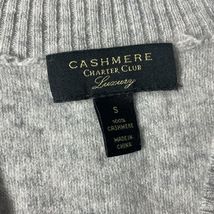 CASHMERE
CHARTER CLUB
Luxury
S
100%
CASHMERE
MADE IN
CHINA